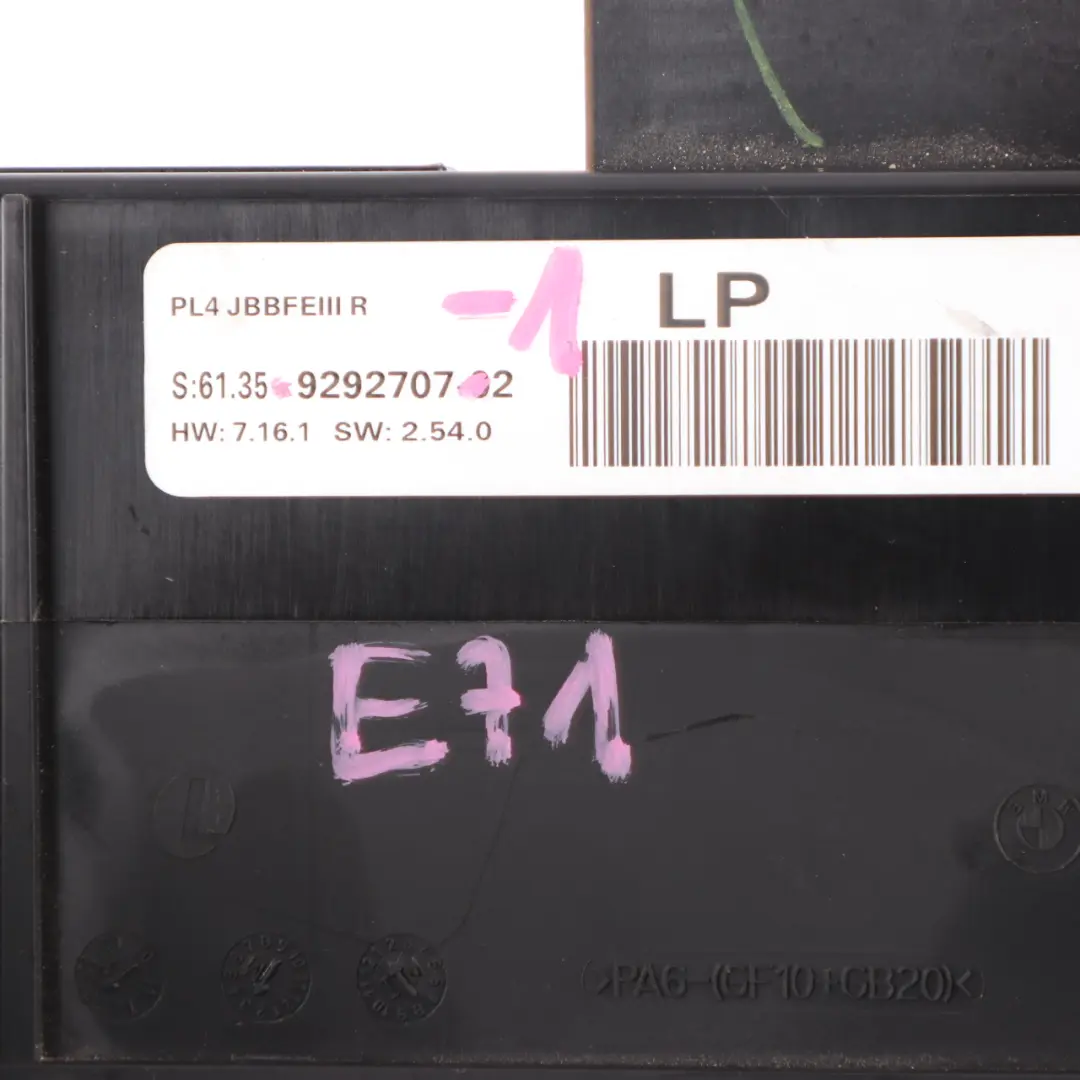 PL4 JBBFEIII R
-1
LP
S:61.35-9292707-02
HW: 7.16.1 SW: 2.54.0
E71
BMW
>PA6-(GF10+GB20)<